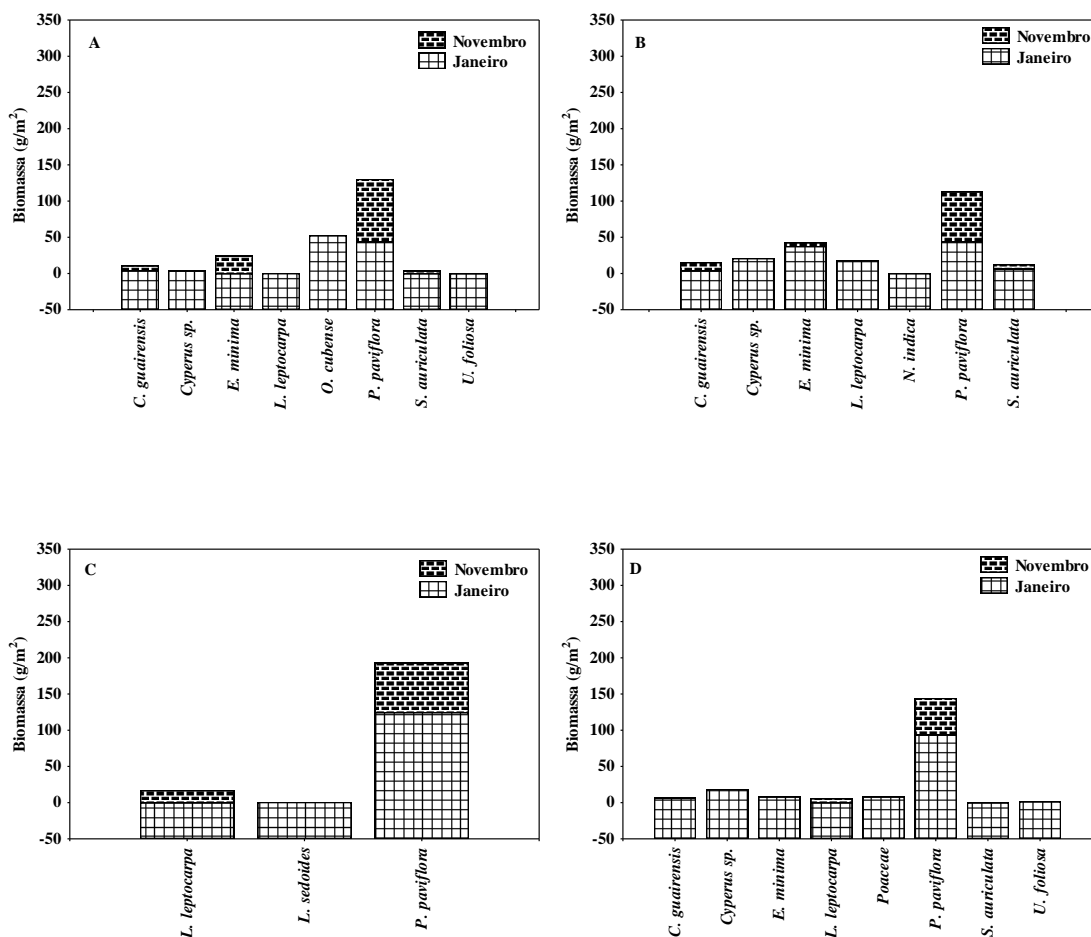 A
Novembro
Janeiro
Biomassa (g/m²)
350
300
250
200
150
100
50
0
-50
C. guairensis
Cyperus sp.
E. minima
L. leptocarpa
O. cubense
P. paviflora
S. auriculata
U. foliosa
B
Novembro
Janeiro
Biomassa (g/m²)
350
300
250
200
150
100
50
0
-50
C. guairensis
Cyperus sp.
E. minima
L. leptocarpa
N. indica
P. paviflora
S. auriculata
C
Novembro
Janeiro
Biomassa (g/m²)
350
300
250
200
150
100
50
0
-50
L. leptocarpa
L. sedoides
P. paviflora
D
Novembro
Janeiro
Biomassa (g/m²)
350
300
250
200
150
100
50
0
-50
C. guairensis
Cyperus sp.
E. minima
L. leptocarpa
Poaceae
P. paviflora
S. auriculata
U. foliosa